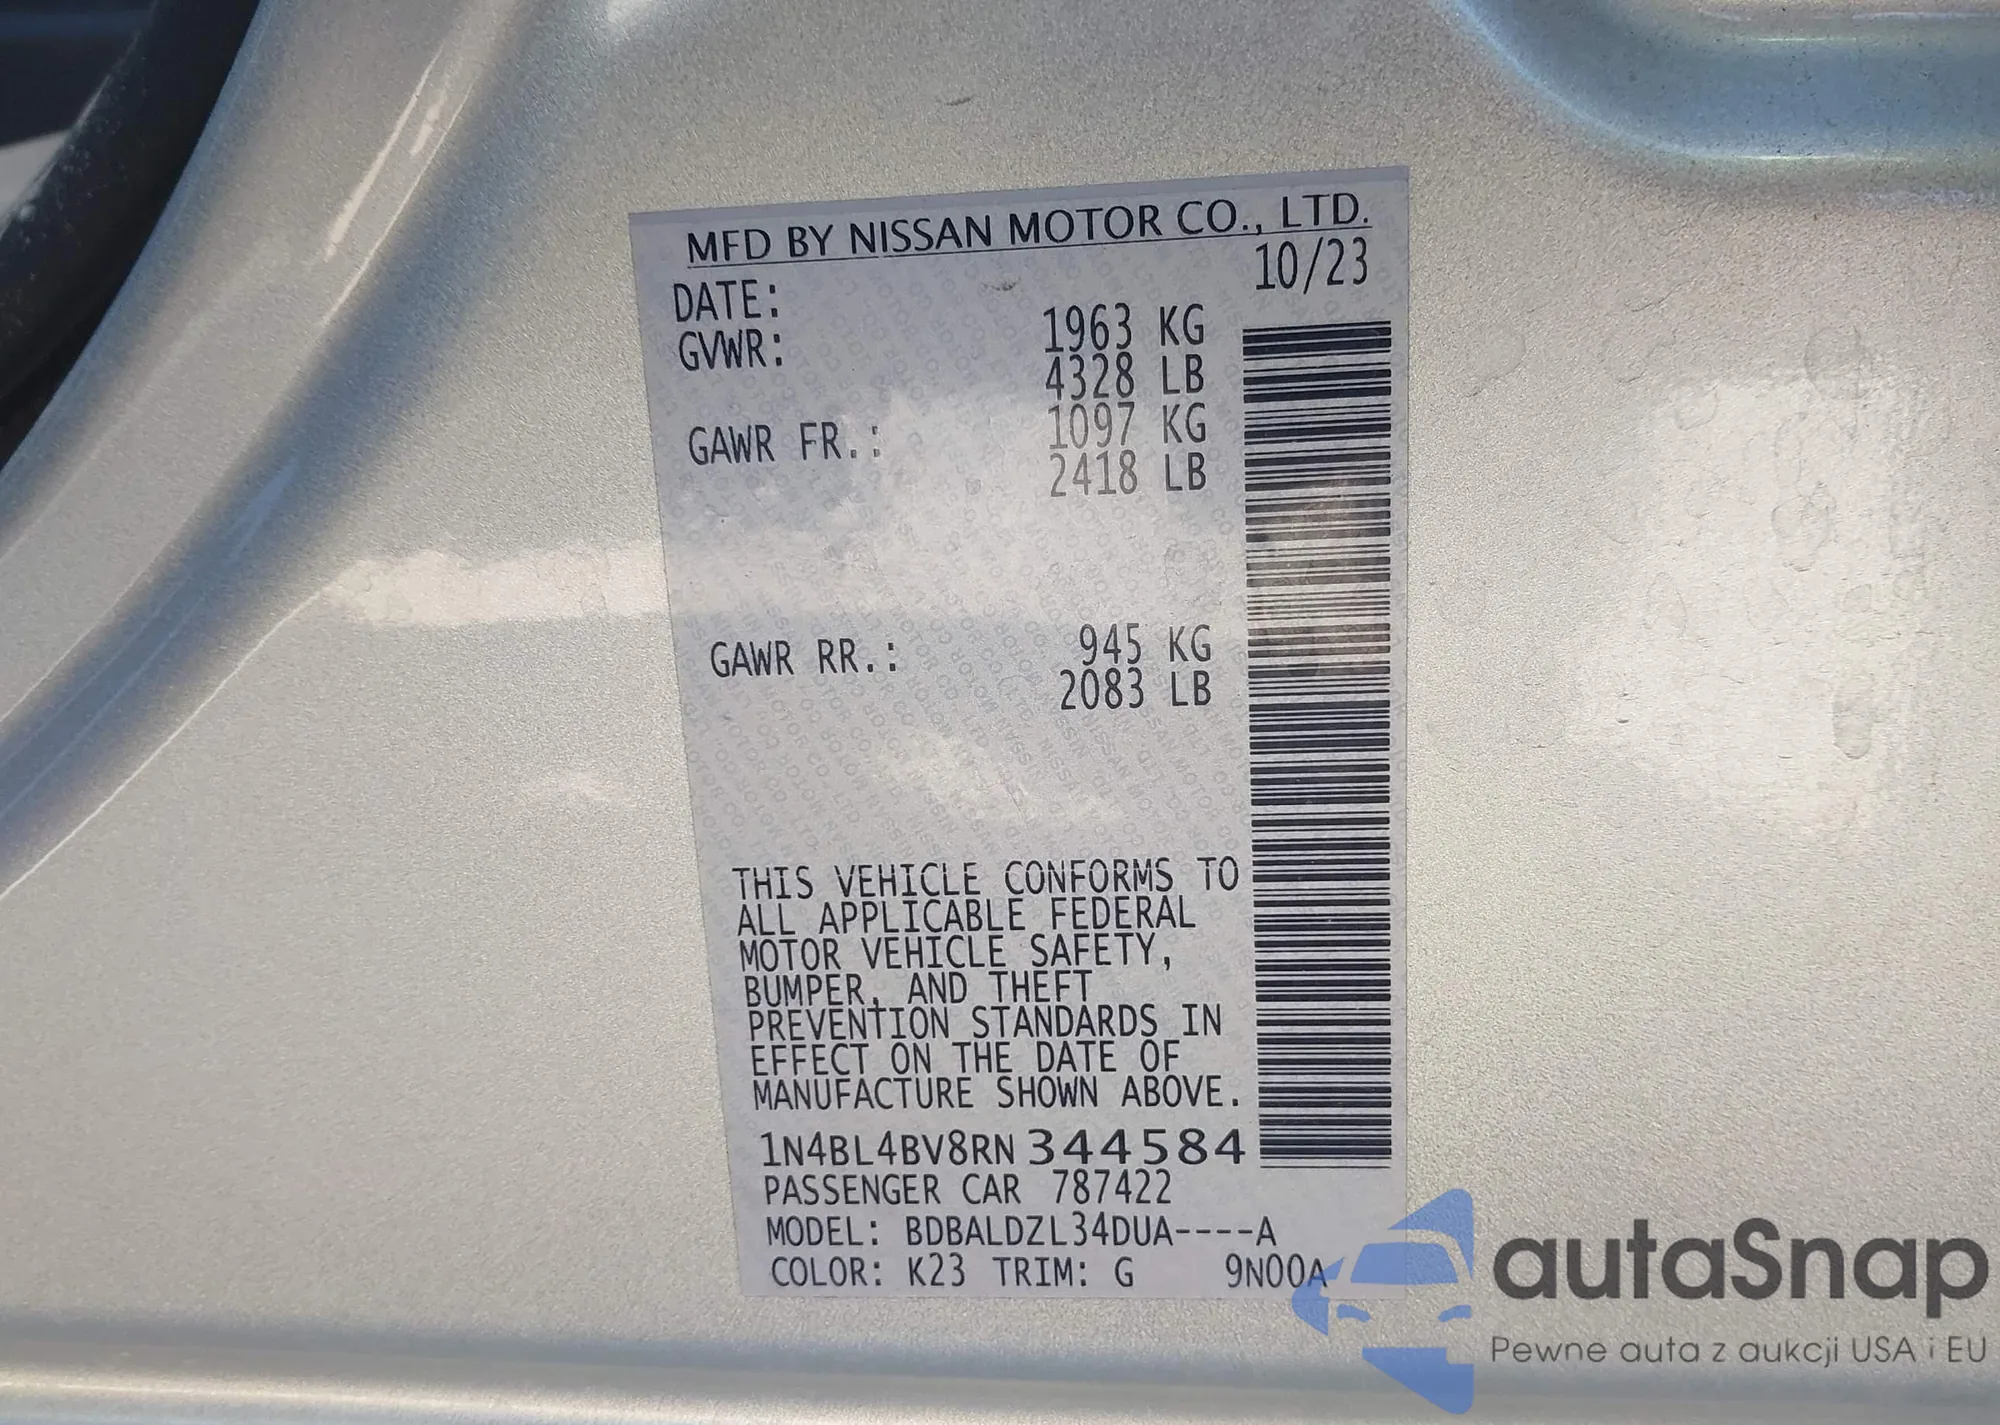 MFD BY NISSAN MOTOR CO., LTD.
DATE: 10/23
GVWR: 1963 KG
4328 LB
GAWR FR.: 1097 KG
2418 LB
GAWR RR.: 945 KG
2083 LB
THIS VEHICLE CONFORMS TO
ALL APPLICABLE FEDERAL
MOTOR VEHICLE SAFETY,
BUMPER, AND THEFT
PREVENTION STANDARDS IN
EFFECT ON THE DATE OF
MANUFACTURE SHOWN ABOVE.
1N4BL4BV8RN344584
PASSENGER CAR 787422
MODEL: BDBALDZL34DUA----A
COLOR: K23 TRIM: G 9N00A
autaSnap
Pewne auta z aukcji USA i EU